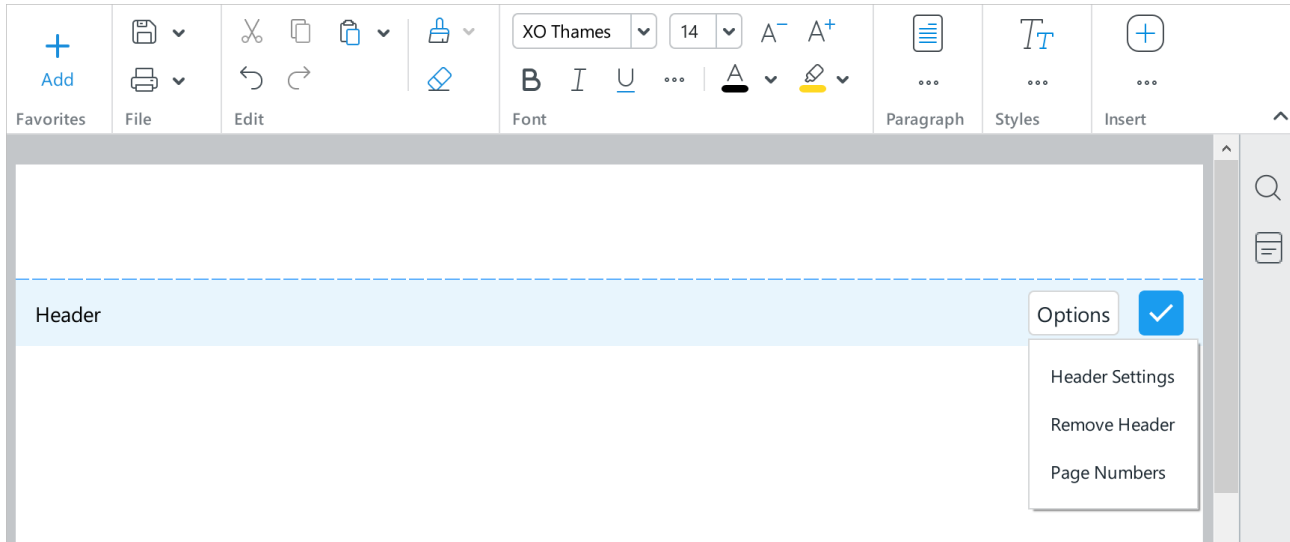 XO Thames 14
Add
Favorites File Edit Font Paragraph Styles Insert
Header Options
Header Settings
Remove Header
Page Numbers